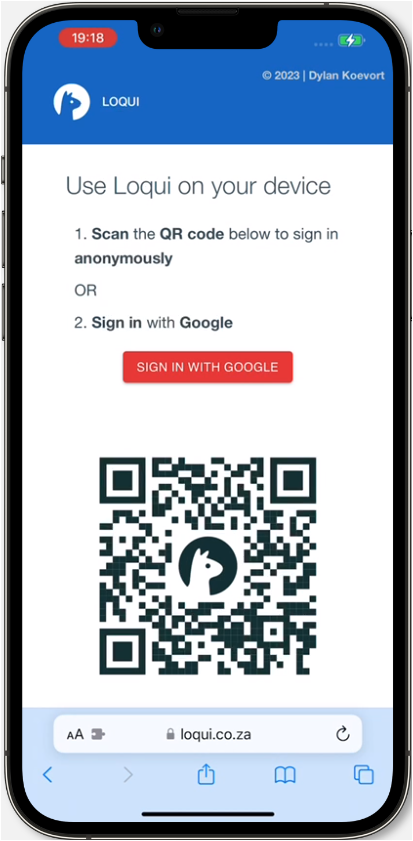 19:18
© 2023 | Dylan Koevort
LOQUI
Use Loqui on your device
1. Scan the QR code below to sign in
anonymously
OR
2. Sign in with Google
SIGN IN WITH GOOGLE
AA
loqui.co.za